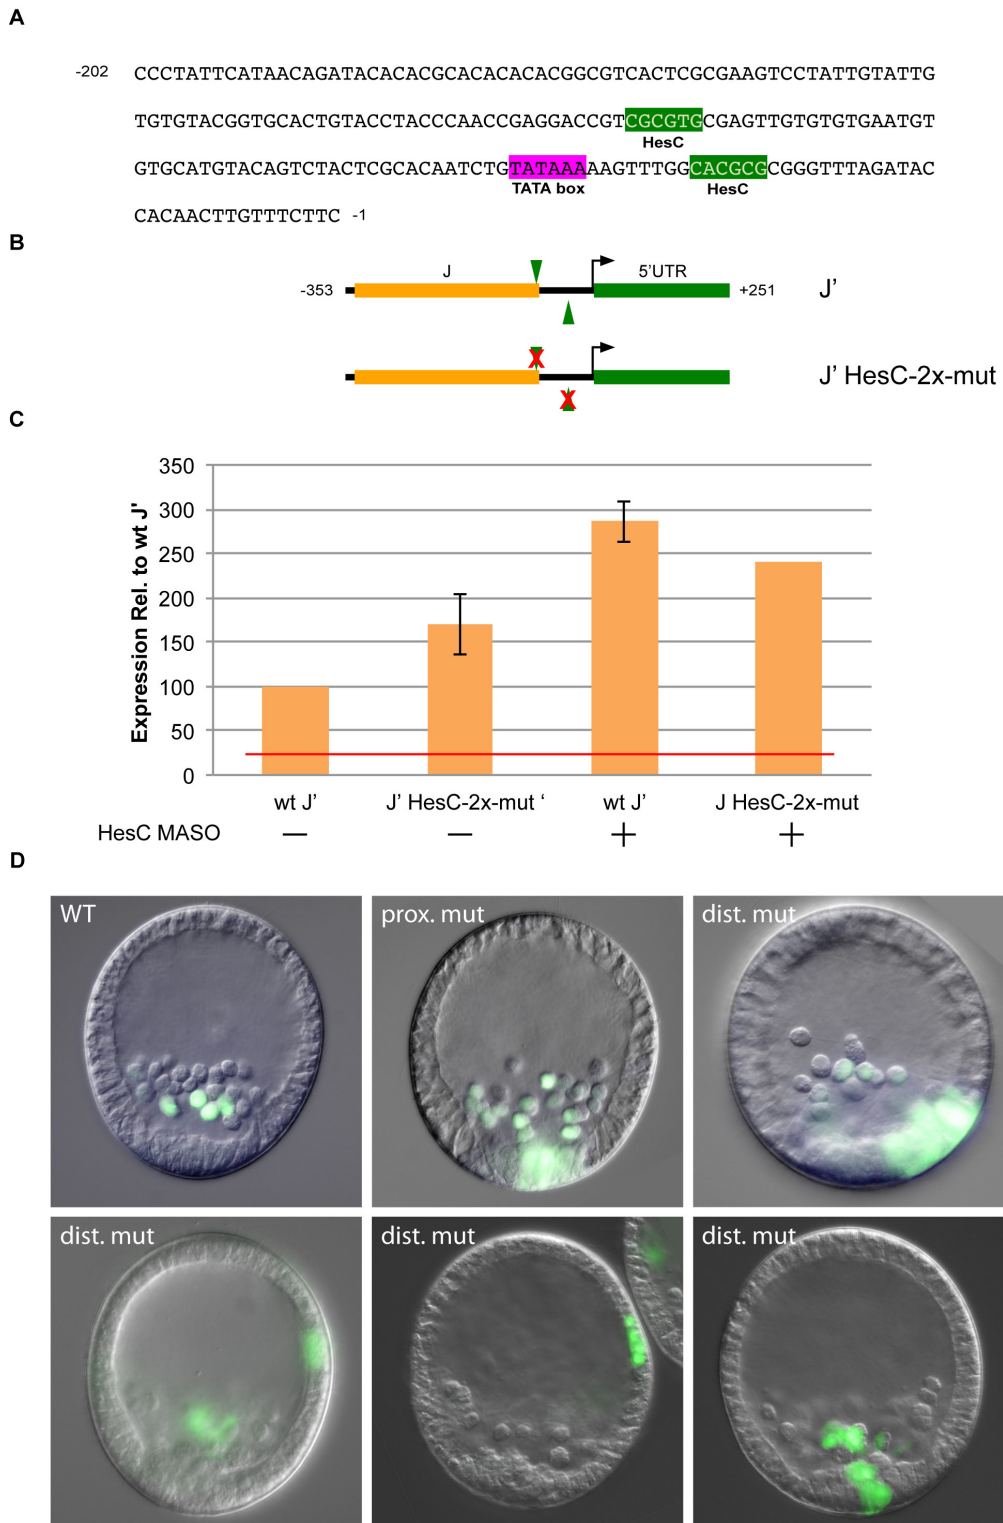 A
-202 CCCTATTCATAACAGATACACACGCACACACACGGCGTCACTCGCGAAGTCCTATTGTATTG
TGTGTACGGTGCACTGTACCTACCCAACCGAGGACCGTCGCGTGCGAGTTGTGTGTGAATGT
HesC
GTGCATGTACAGTCTACTCGCACAATCTGTATAAAAAGTTTGGCACGCGCGGGTTTAGATAC
TATA box HesC
CACAACTTGTTTCTTC -1
B
J 5'UTR
-353 +251 J’
X
J’ HesC-2x-mut
X
C
Expression Rel. to wt J'
350
300
250
200
150
100
50
0
wt J’ J’ HesC-2x-mut ‘ wt J’ J HesC-2x-mut
HesC MASO — — + +
D
WT prox. mut dist. mut
dist. mut dist. mut dist. mut